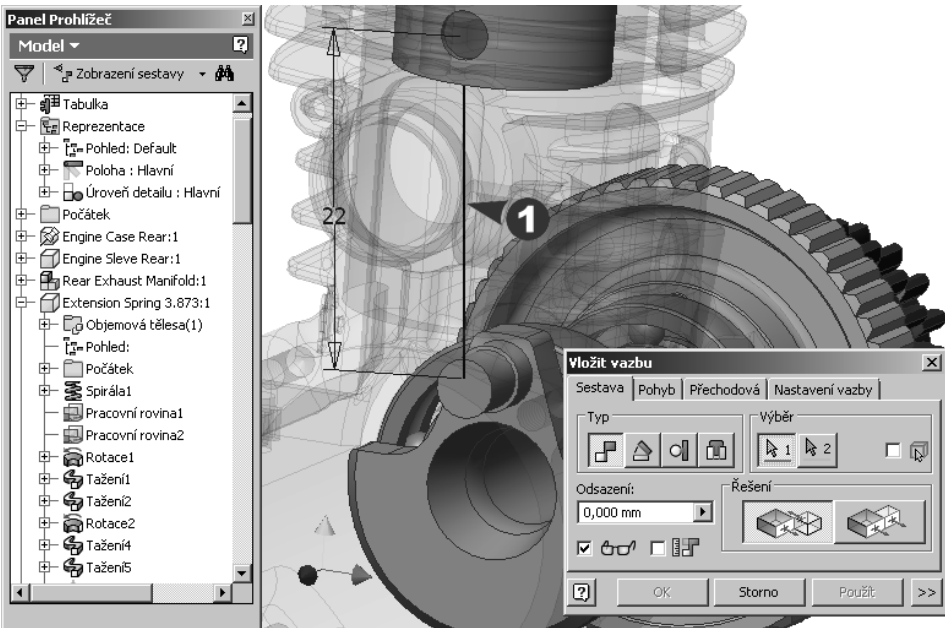 Panel Prohlížeč
Model
Zobrazení sestavy
Tabulka
Reprezentace
Pohled: Default
Poloha : Hlavní
Úroveň detailu : Hlavní
Počátek
Engine Case Rear:1
Engine Sleve Rear:1
Rear Exhaust Manifold:1
Extension Spring 3.873:1
Objemová tělesa(1)
Pohled:
Počátek
Spirála1
Pracovní rovina1
Pracovní rovina2
Rotace1
Tažení1
Tažení2
Rotace2
Tažení4
Tažení5
22
1
Vložit vazbu
Sestava Pohyb Přechodová Nastavení vazby
Typ Výběr
1 2
Odsazení: Řešení
0,000 mm
? OK Storno Použít >>